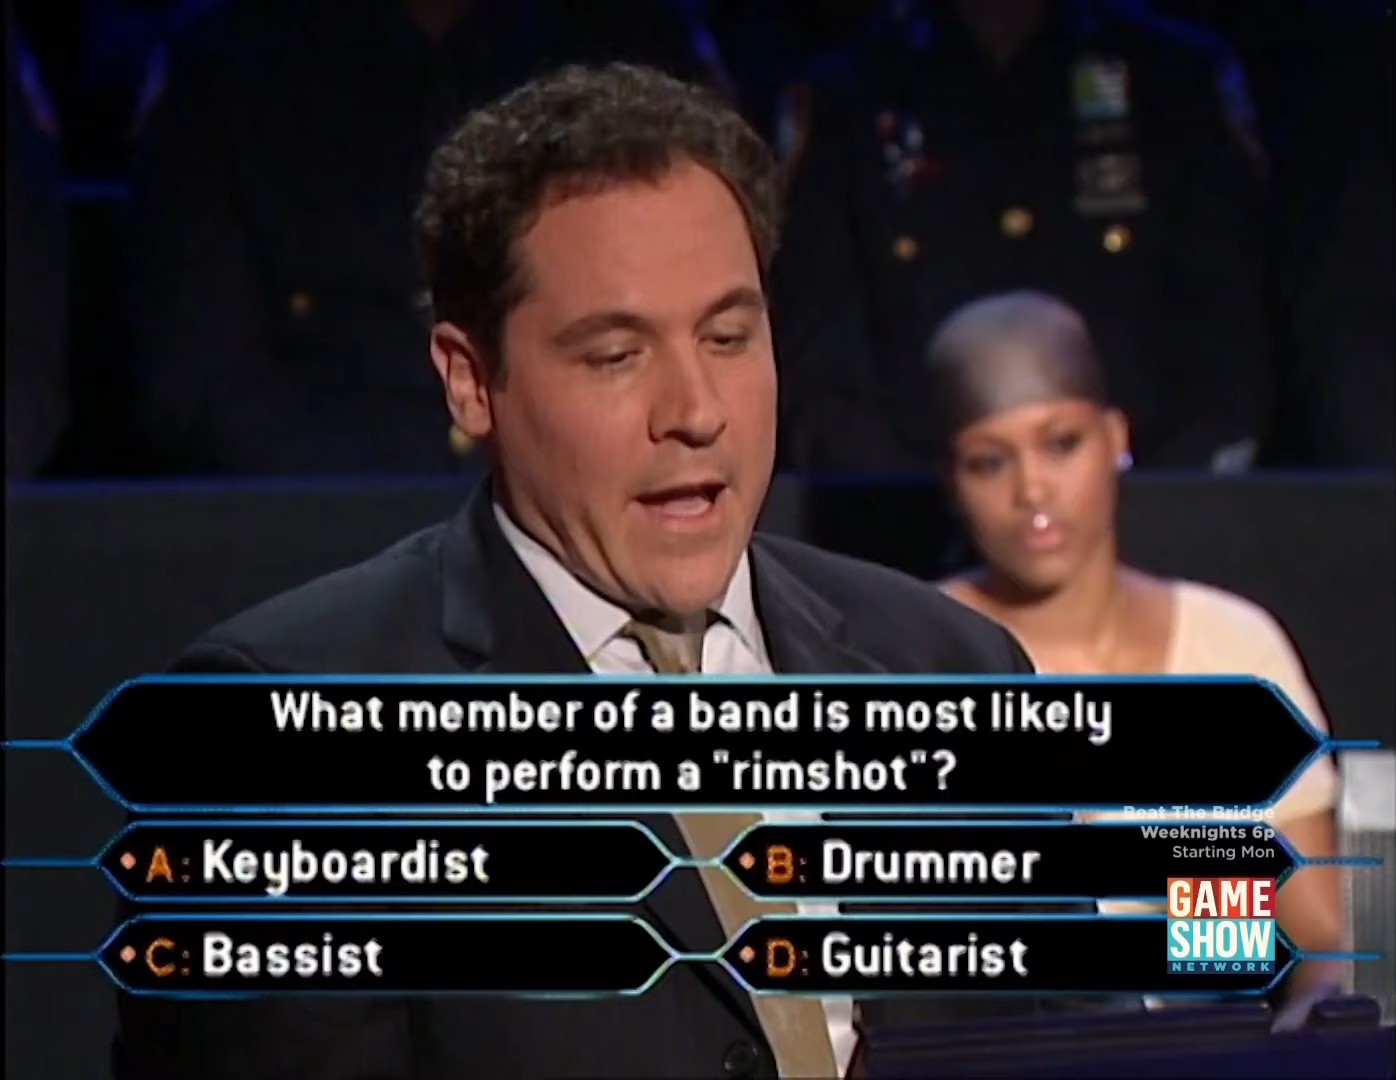 What member of a band is most likely
to perform a "rimshot"?
A: Keyboardist
B: Drummer
C: Bassist
D: Guitarist
Beat The Bridge
Weeknights 6p
Starting Mon
GAME
SHOW
NETWORK